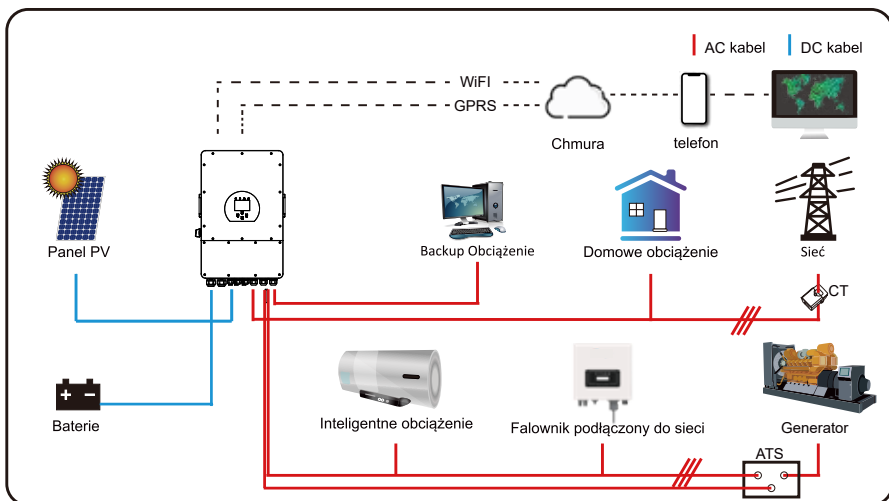 AC kabel
DC kabel
WiFI
GPRS
Chmura
telefon
Panel PV
Backup Obciążenie
Domowe obciążenie
Sieć
CT
Baterie
Inteligentne obciążenie
Falownik podłączony do sieci
Generator
ATS